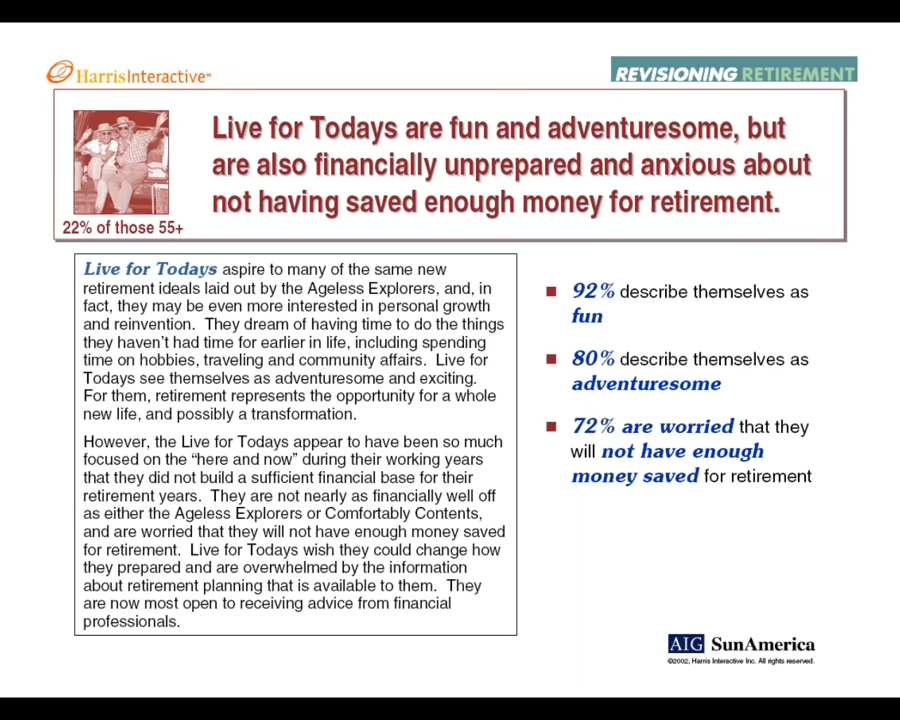 HarrisInteractive℠
REVISIONING RETIREMENT
Live for Todays are fun and adventuresome, but
are also financially unprepared and anxious about
not having saved enough money for retirement.
22% of those 55+
Live for Todays aspire to many of the same new
retirement ideals laid out by the Ageless Explorers, and, in
fact, they may be even more interested in personal growth
and reinvention. They dream of having time to do the things
they haven't had time for earlier in life, including spending
time on hobbies, traveling and community affairs. Live for
Todays see themselves as adventuresome and exciting.
For them, retirement represents the opportunity for a whole
new life, and possibly a transformation.
However, the Live for Todays appear to have been so much
focused on the “here and now” during their working years
that they did not build a sufficient financial base for their
retirement years. They are not nearly as financially well off
as either the Ageless Explorers or Comfortably Contents,
and are worried that they will not have enough money saved
for retirement. Live for Todays wish they could change how
they prepared and are overwhelmed by the information
about retirement planning that is available to them. They
are now most open to receiving advice from financial
professionals.
92% describe themselves as
fun
80% describe themselves as
adventuresome
72% are worried that they
will not have enough
money saved for retirement
AIG SunAmerica
©2002, Harris Interactive Inc. All rights reserved.